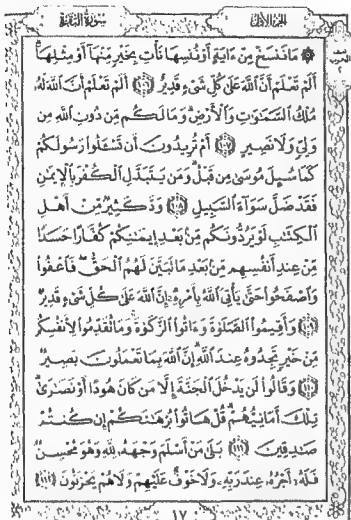 سورة البقرة
الجزء الأول
۞ مَا نَنسَخْ مِنْ ءَايَةٍ أَوْ نُنسِهَا نَأْتِ بِخَيْرٍ مِّنْهَآ أَوْ مِثْلِهَآ
أَلَمْ تَعْلَمْ أَنَّ ٱللَّهَ عَلَىٰ كُلِّ شَىْءٍ قَدِيرٌ ﴿١٠٦﴾ أَلَمْ تَعْلَمْ أَنَّ ٱللَّهَ لَهُۥ
مُلْكُ ٱلسَّمَٰوَٰتِ وَٱلْأَرْضِ ۗ وَمَا لَكُم مِّن دُونِ ٱللَّهِ مِن
وَلِىٍّ وَلَا نَصِيرٍ ﴿١٠٧﴾ أَمْ تُرِيدُونَ أَن تَسْـَٔلُوا۟ رَسُولَكُمْ
كَمَا سُئِلَ مُوسَىٰ مِن قَبْلُ ۗ وَمَن يَتَبَدَّلِ ٱلْكُفْرَ بِٱلْإِيمَٰنِ
فَقَدْ ضَلَّ سَوَآءَ ٱلسَّبِيلِ ﴿١٠٨﴾ وَدَّ كَثِيرٌ مِّنْ أَهْلِ
ٱلْكِتَٰبِ لَوْ يَرُدُّونَكُم مِّنۢ بَعْدِ إِيمَٰنِكُمْ كُفَّارًا حَسَدًا
مِّنْ عِندِ أَنفُسِهِم مِّنۢ بَعْدِ مَا تَبَيَّنَ لَهُمُ ٱلْحَقُّ ۖ فَٱعْفُوا۟
وَٱصْفَحُوا۟ حَتَّىٰ يَأْتِىَ ٱللَّهُ بِأَمْرِهِۦٓ ۗ إِنَّ ٱللَّهَ عَلَىٰ كُلِّ شَىْءٍ قَدِيرٌ
﴿١٠٩﴾ وَأَقِيمُوا۟ ٱلصَّلَوٰةَ وَءَاتُوا۟ ٱلزَّكَوٰةَ ۚ وَمَا تُقَدِّمُوا۟ لِأَنفُسِكُم
مِّنْ خَيْرٍ تَجِدُوهُ عِندَ ٱللَّهِ ۗ إِنَّ ٱللَّهَ بِمَا تَعْمَلُونَ بَصِيرٌ
﴿١١٠﴾ وَقَالُوا۟ لَن يَدْخُلَ ٱلْجَنَّةَ إِلَّا مَن كَانَ هُودًا أَوْ نَصَٰرَىٰ ۗ
تِلْكَ أَمَانِيُّهُمْ ۗ قُلْ هَاتُوا۟ بُرْهَٰنَكُمْ إِن كُنتُمْ
صَٰدِقِينَ ﴿١١١﴾ بَلَىٰ مَنْ أَسْلَمَ وَجْهَهُۥ لِلَّهِ وَهُوَ مُحْسِنٌ
فَلَهُۥٓ أَجْرُهُۥ عِندَ رَبِّهِۦ وَلَا خَوْفٌ عَلَيْهِمْ وَلَا هُمْ يَحْزَنُونَ ﴿١١٢﴾
١٧